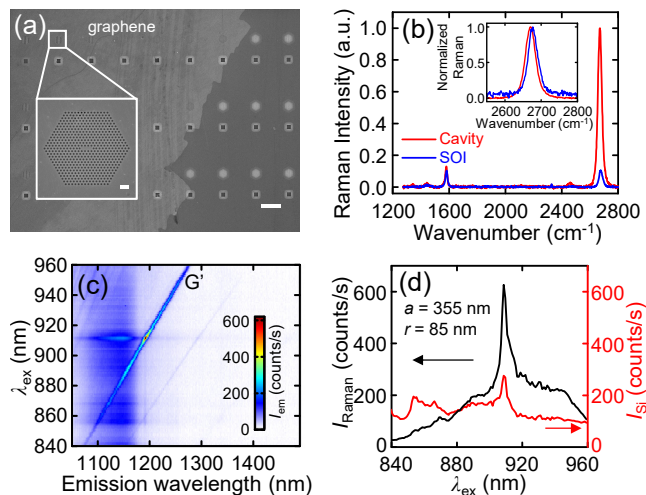 (a)
graphene
(b)
Raman Intensity (a.u.)
1.0
0.8
0.6
0.4
0.2
0.0
1200 1600 2000 2400 2800
Wavenumber (cm⁻¹)
Cavity
SOI
Normalized
Raman
1.0
0.5
0.0
2600 2700 2800
Wavenumber (cm⁻¹)
(c)
G'
λex (nm)
960
940
920
900
880
860
840
1100 1200 1300 1400
Emission wavelength (nm)
600
400
200
0
Iem (counts/s)
(d)
a = 355 nm
r = 85 nm
IRaman (counts/s)
600
400
200
0
840 880 920 960
λex (nm)
600
400
200
0
ISi (counts/s)